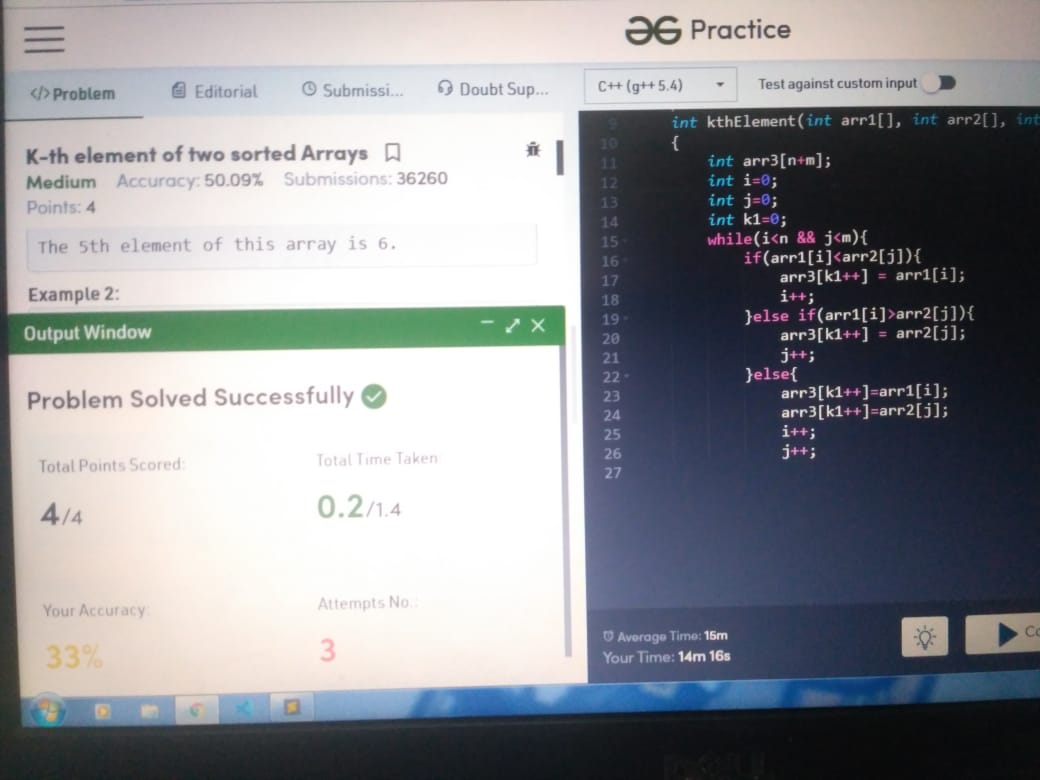 Practice
</>Problem
Editorial
Submissi...
Doubt Sup...
C++ (g++ 5.4)
Test against custom input
K-th element of two sorted Arrays
Medium Accuracy: 50.09% Submissions: 36260
Points: 4
The 5th element of this array is 6.
Example 2:
Output Window
Problem Solved Successfully
Total Points Scored:
4/4
Total Time Taken
0.2/1.4
Your Accuracy:
33%
Attempts No.:
3
9 int kthElement(int arr1[], int arr2[], int
10 {
11 int arr3[n+m];
12 int i=0;
13 int j=0;
14 int k1=0;
15 while(i<n && j<m){
16 if(arr1[i]<arr2[j]){
17 arr3[k1++] = arr1[i];
18 i++;
19 }else if(arr1[i]>arr2[j]){
20 arr3[k1++] = arr2[j];
21 j++;
22 }else{
23 arr3[k1++]=arr1[i];
24 arr3[k1++]=arr2[j];
25 i++;
26 j++;
27
Average Time: 15m
Your Time: 14m 16s
Co